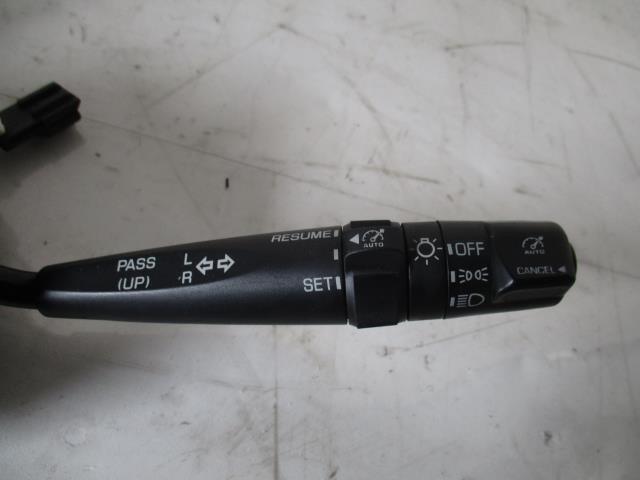 PASS
(UP)
L
R
RESUME
SET
AUTO
OFF
AUTO
CANCEL